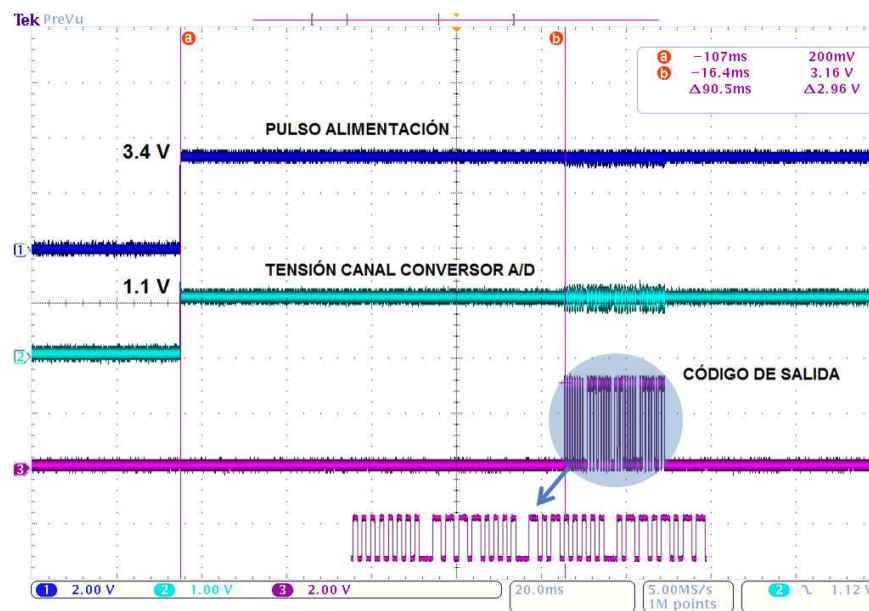 Tek PreVu
a
b
a -107ms 200mV
b -16.4ms 3.16 V
Δ90.5ms Δ2.96 V
PULSO ALIMENTACIÓN
3.4 V
1
TENSIÓN CANAL CONVERSOR A/D
1.1 V
2
CÓDIGO DE SALIDA
3
1 2.00 V 2 1.00 V 3 2.00 V 20.0ms 5.00MS/s 2 1.12 V
1M points